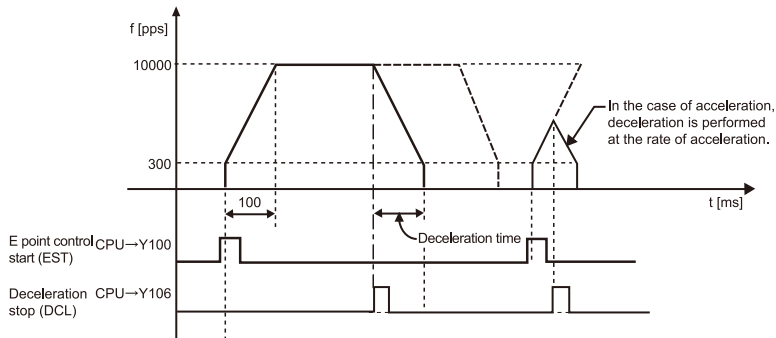 f [pps]
10000
In the case of acceleration,
deceleration is performed
at the rate of acceleration.
300
100
t [ms]
Deceleration time
E point control CPU→Y100
start (EST)
Deceleration CPU→Y106
stop (DCL)